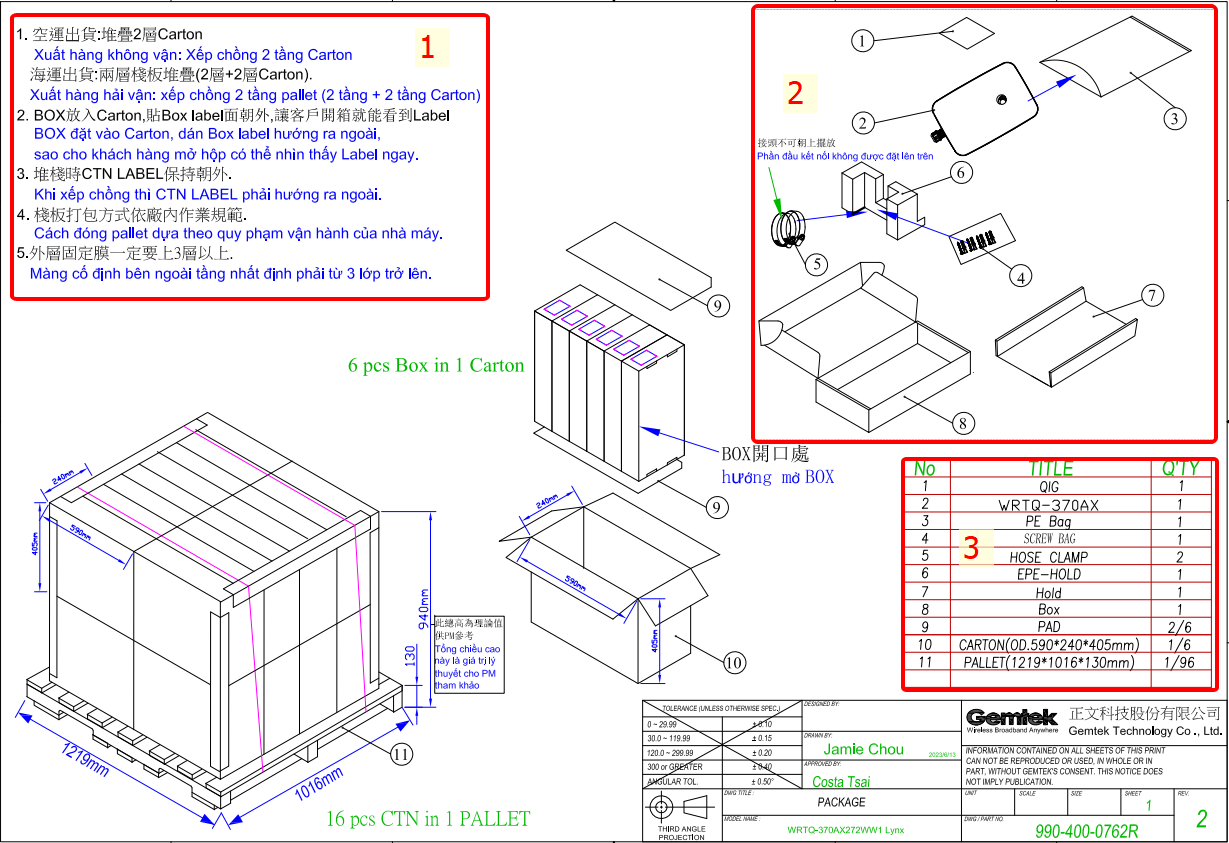 1. 空運出貨:堆疊2層Carton
Xuất hàng không vận: Xếp chồng 2 tầng Carton
海運出貨:兩層棧板堆疊(2層+2層Carton).
Xuất hàng hải vận: xếp chồng 2 tầng pallet (2 tầng + 2 tầng Carton)
2. BOX放入Carton,貼Box label面朝外,讓客戶開箱就能看到Label
BOX đặt vào Carton, dán Box label hướng ra ngoài,
sao cho khách hàng mở hộp có thể nhìn thấy Label ngay.
3. 堆棧時CTN LABEL保持朝外.
Khi xếp chồng thì CTN LABEL phải hướng ra ngoài.
4. 棧板打包方式依廠內作業規範.
Cách đóng pallet dựa theo quy phạm vận hành của nhà máy.
5.外層固定膜一定要上3層以上.
Màng cố định bên ngoài tầng nhất định phải từ 3 lớp trở lên.
1
2
1
2
3
接頭不可朝上擺放
Phần đầu kết nối không được đặt lên trên
6
5
4
7
8
9
6 pcs Box in 1 Carton
BOX開口處
hướng mở BOX
9
240mm
590mm
405mm
10
240mm
590mm
405mm
940mm
130
此總高為理論值
供PM參考
Tổng chiều cao
này là giá trị lý
thuyết cho PM
tham khảo
11
1219mm
1016mm
16 pcs CTN in 1 PALLET
3
No TITLE Q'TY
1 QIG 1
2 WRTQ-370AX 1
3 PE Bag 1
4 SCREW BAG 1
5 HOSE CLAMP 2
6 EPE-HOLD 1
7 Hold 1
8 Box 1
9 PAD 2/6
10 CARTON(OD.590*240*405mm) 1/6
11 PALLET(1219*1016*130mm) 1/96
TOLERANCE (UNLESS OTHERWISE SPEC.)
0 ~ 29.99 ± 0.10
30.0 ~ 119.99 ± 0.15
120.0 ~ 299.99 ± 0.20
300 or GREATER ± 0.40
ANGULAR TOL. ± 0.50°
THIRD ANGLE
PROJECTION
DESIGNED BY:
DRAWN BY:
Jamie Chou 2023/6/13
APPROVED BY:
Costa Tsai
DWG TITLE :
PACKAGE
MODEL NAME :
WRTQ-370AX272WW1 Lynx
Gemtek
Wireless Broadband Anywhere
正文科技股份有限公司
Gemtek Technology Co., Ltd.
INFORMATION CONTAINED ON ALL SHEETS OF THIS PRINT
CAN NOT BE REPRODUCED OR USED, IN WHOLE OR IN
PART, WITHOUT GEMTEK'S CONSENT. THIS NOTICE DOES
NOT IMPLY PUBLICATION.
UNIT SCALE SIZE SHEET REV.
1
DWG / PART NO.
990-400-0762R
2